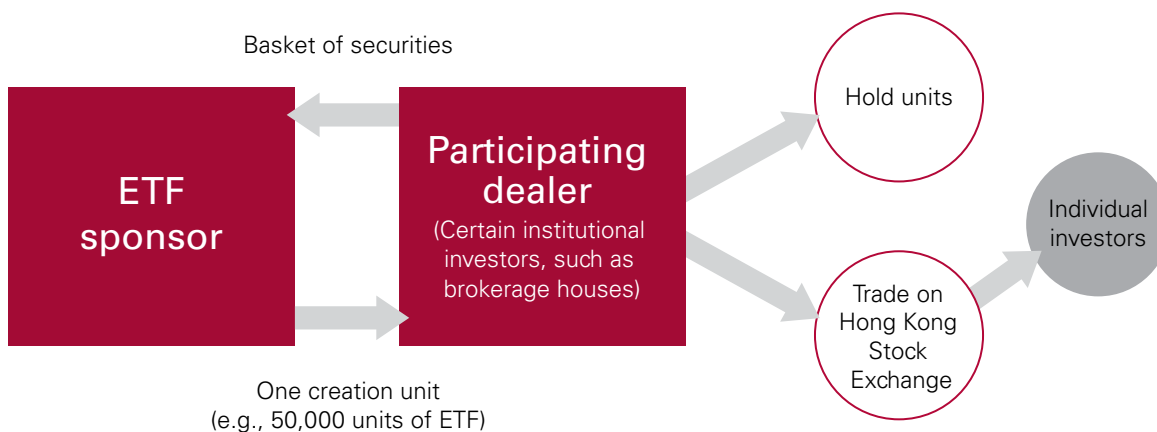 Basket of securities
ETF
sponsor
Participating
dealer
(Certain institutional
investors, such as
brokerage houses)
One creation unit
(e.g., 50,000 units of ETF)
Hold units
Trade on
Hong Kong
Stock
Exchange
Individual
investors